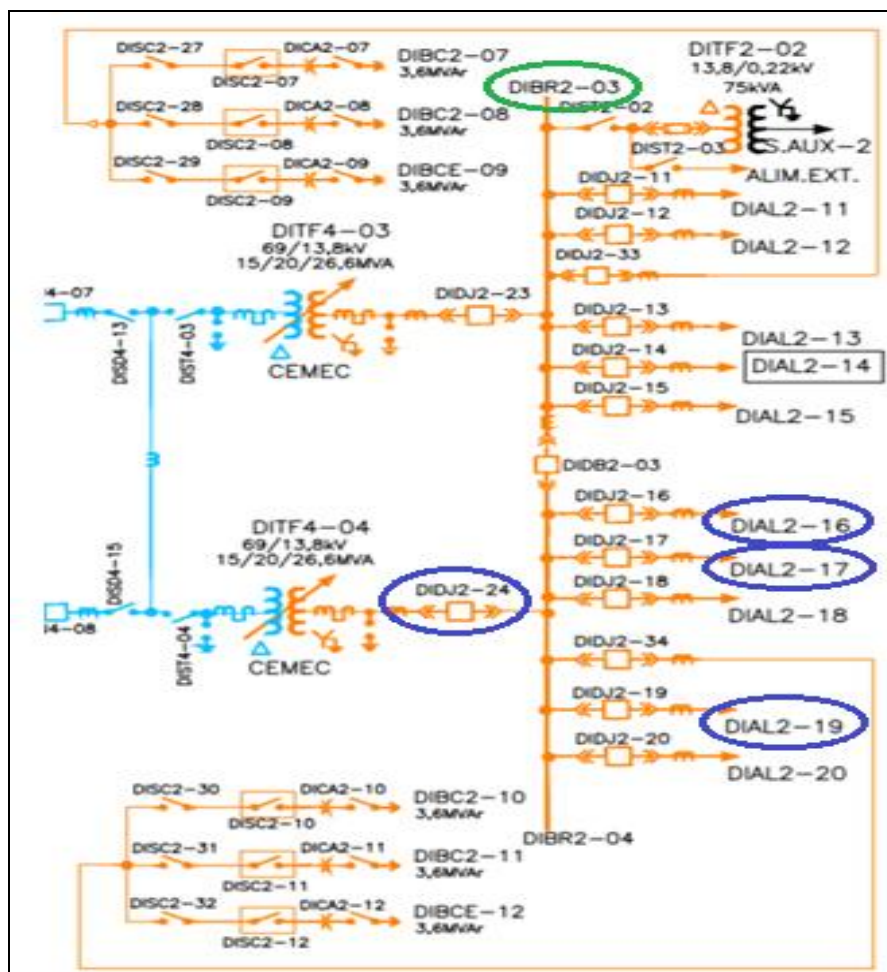 DISC2-27
DISC2-07
DICA2-07
DIBC2-07
3,6MVAr
DISC2-28
DISC2-08
DICA2-08
DIBC2-08
3,6MVAr
DISC2-29
DISC2-09
DICA2-09
DIBCE-09
3,6MVAr
DIBR2-03
DIST2-02
DITF2-02
13,8/0,22kV
75kVA
DIST2-03
S.AUX-2
ALIM.EXT.
DIDJ2-11
DIAL2-11
DIDJ2-12
DIAL2-12
DIDJ2-33
DITF4-03
69/13,8kV
15/20/26,6MVA
I4-07
DISD4-13
DIST4-03
CEMEC
DIDJ2-23
DIDJ2-13
DIAL2-13
DIDJ2-14
DIAL2-14
DIDJ2-15
DIAL2-15
DIDB2-03
DIDJ2-16
DIAL2-16
DIDJ2-17
DIAL2-17
DIDJ2-18
DIAL2-18
DITF4-04
69/13,8kV
15/20/26,6MVA
DISD4-15
I4-08
DIST4-04
CEMEC
DIDJ2-24
DIDJ2-34
DIDJ2-19
DIAL2-19
DIDJ2-20
DIAL2-20
DIBR2-04
DISC2-30
DISC2-10
DICA2-10
DIBC2-10
3,6MVAr
DISC2-31
DISC2-11
DICA2-11
DIBC2-11
3,6MVAr
DISC2-32
DISC2-12
DICA2-12
DIBCE-12
3,6MVAr